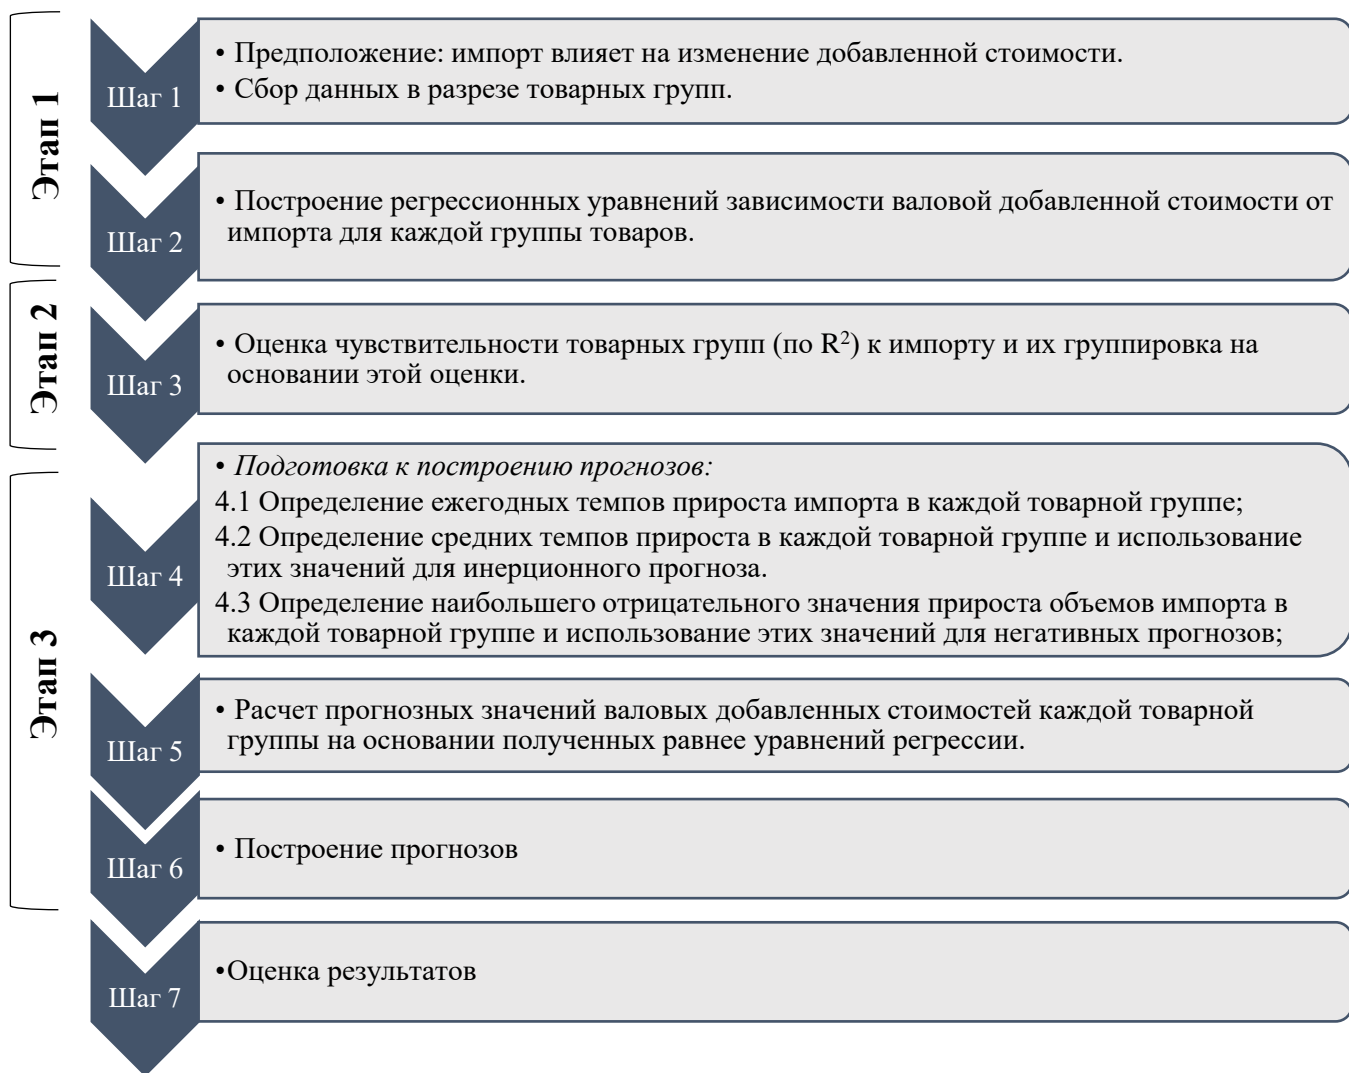 Этап 1
Шаг 1
• Предположение: импорт влияет на изменение добавленной стоимости.
• Сбор данных в разрезе товарных групп.
Шаг 2
• Построение регрессионных уравнений зависимости валовой добавленной стоимости от
импорта для каждой группы товаров.
Этап 2
Шаг 3
• Оценка чувствительности товарных групп (по R²) к импорту и их группировка на
основании этой оценки.
Этап 3
Шаг 4
• Подготовка к построению прогнозов:
4.1 Определение ежегодных темпов прироста импорта в каждой товарной группе;
4.2 Определение средних темпов прироста в каждой товарной группе и использование
этих значений для инерционного прогноза.
4.3 Определение наибольшего отрицательного значения прироста объемов импорта в
каждой товарной группе и использование этих значений для негативных прогнозов;
Шаг 5
• Расчет прогнозных значений валовых добавленных стоимостей каждой товарной
группы на основании полученных ранее уравнений регрессии.
Шаг 6
• Построение прогнозов
Шаг 7
•Оценка результатов